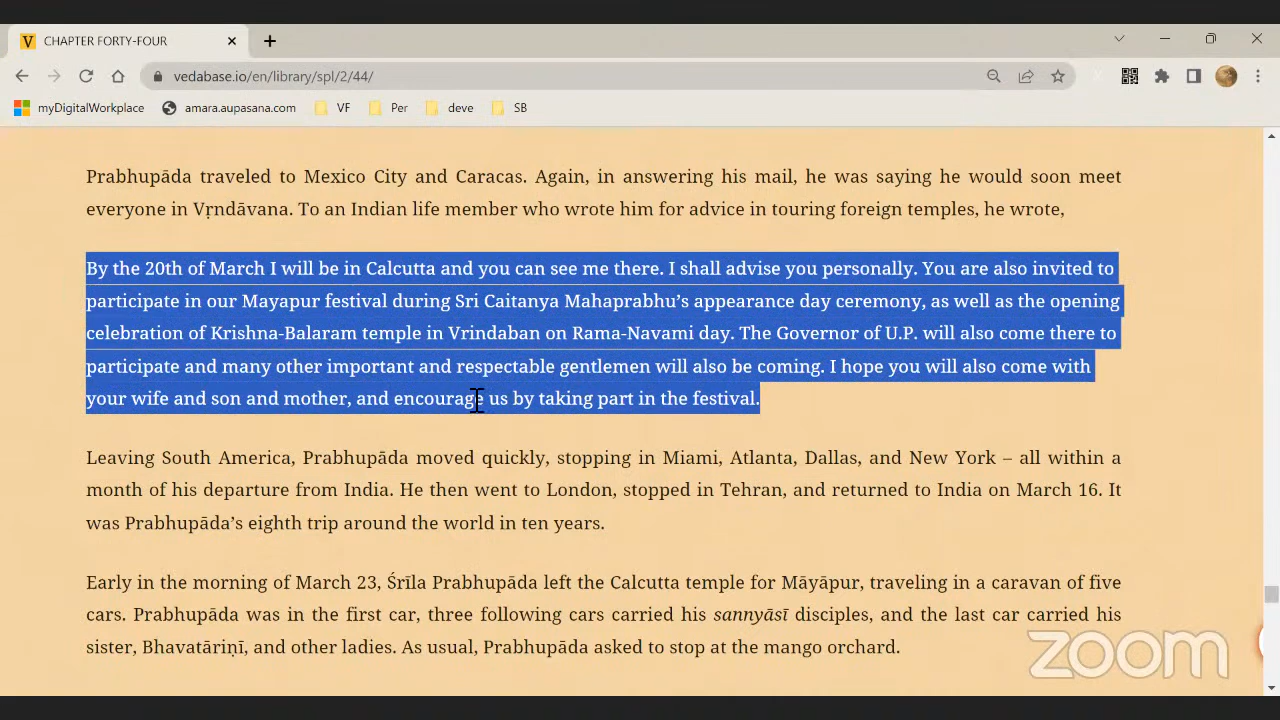 CHAPTER FORTY-FOUR
vedabase.io/en/library/spl/2/44/
myDigitalWorkplace amara.aupasana.com VF Per deve SB
Prabhupāda traveled to Mexico City and Caracas. Again, in answering his mail, he was saying he would soon meet
everyone in Vṛndāvana. To an Indian life member who wrote him for advice in touring foreign temples, he wrote,
By the 20th of March I will be in Calcutta and you can see me there. I shall advise you personally. You are also invited to
participate in our Mayapur festival during Sri Caitanya Mahaprabhu’s appearance day ceremony, as well as the opening
celebration of Krishna-Balaram temple in Vrindaban on Rama-Navami day. The Governor of U.P. will also come there to
participate and many other important and respectable gentlemen will also be coming. I hope you will also come with
your wife and son and mother, and encourage us by taking part in the festival.
Leaving South America, Prabhupāda moved quickly, stopping in Miami, Atlanta, Dallas, and New York – all within a
month of his departure from India. He then went to London, stopped in Tehran, and returned to India on March 16. It
was Prabhupāda’s eighth trip around the world in ten years.
Early in the morning of March 23, Śrīla Prabhupāda left the Calcutta temple for Māyāpur, traveling in a caravan of five
cars. Prabhupāda was in the first car, three following cars carried his sannyāsī disciples, and the last car carried his
sister, Bhavatāriṇī, and other ladies. As usual, Prabhupāda asked to stop at the mango orchard.
zoom